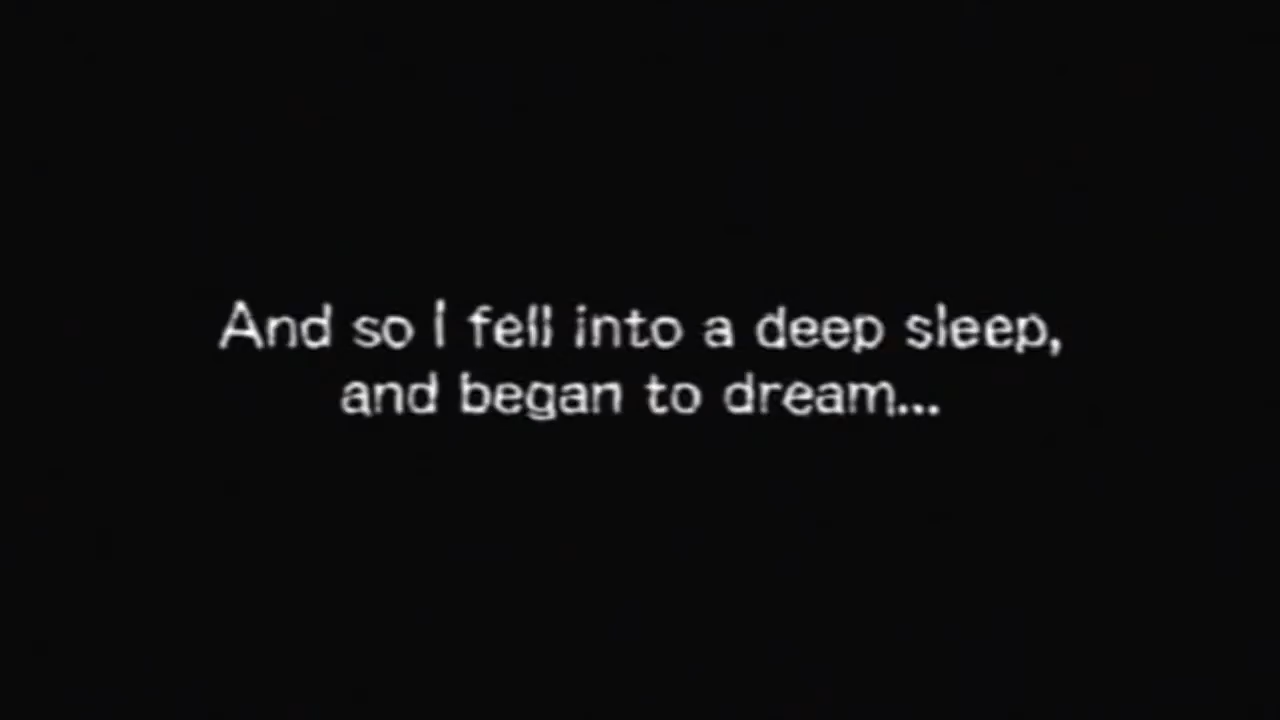 And so I fell into a deep sleep,
and began to dream...